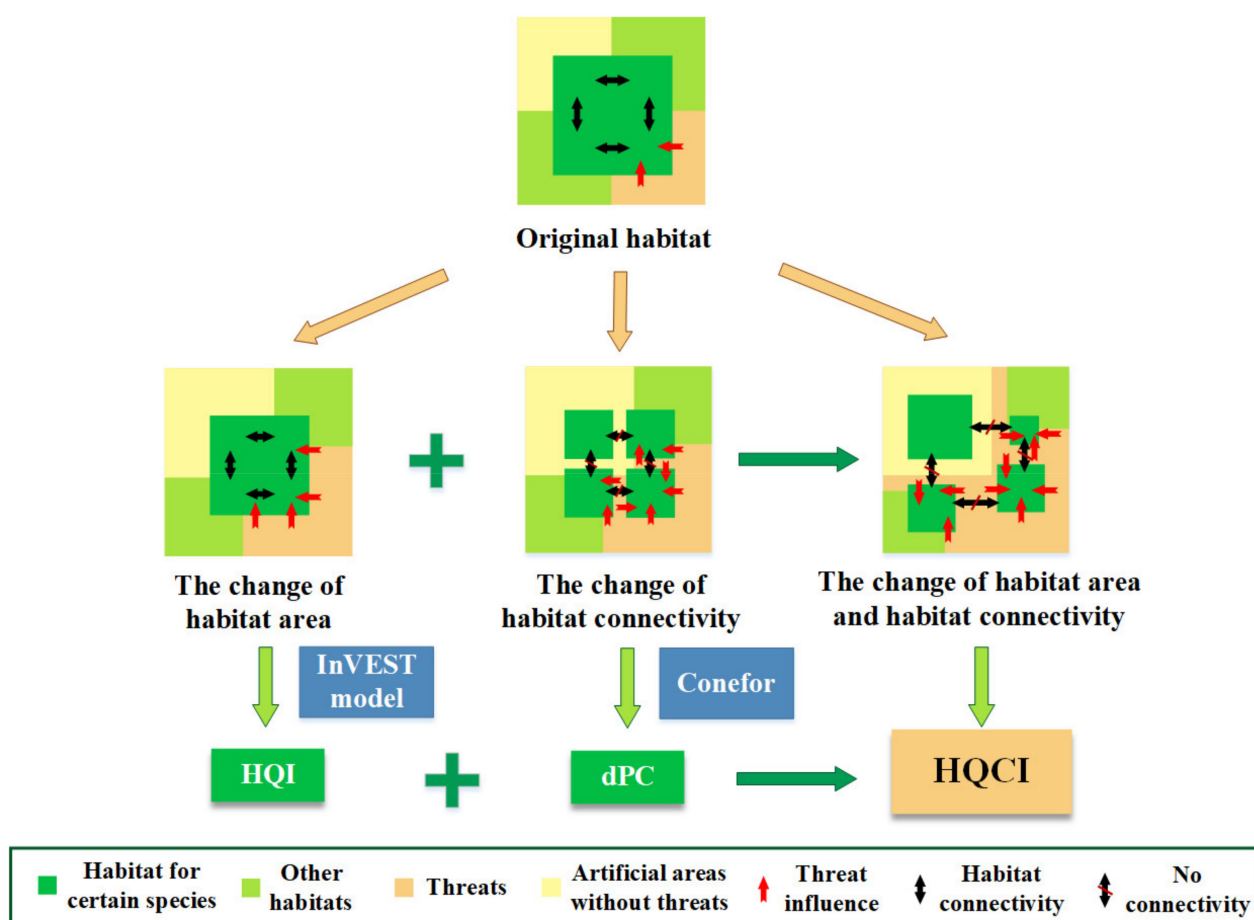 Original habitat
The change of
habitat area
The change of
habitat connectivity
The change of habitat area
and habitat connectivity
InVEST
model
Conefor
HQI
dPC
HQCI
Habitat for
certain species
Other
habitats
Threats
Artificial areas
without threats
Threat
influence
Habitat
connectivity
No
connectivity